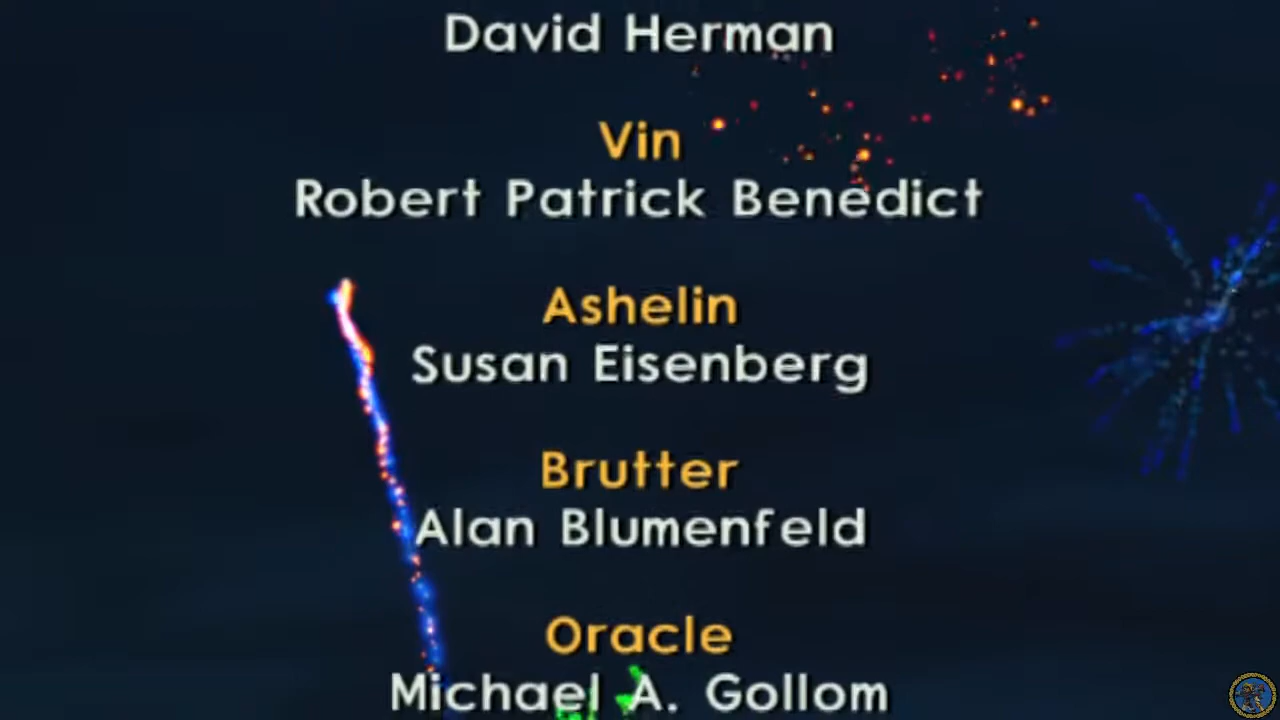 David Herman
Vin
Robert Patrick Benedict
Ashelin
Susan Eisenberg
Brutter
Alan Blumenfeld
Oracle
Michael A. Gollom